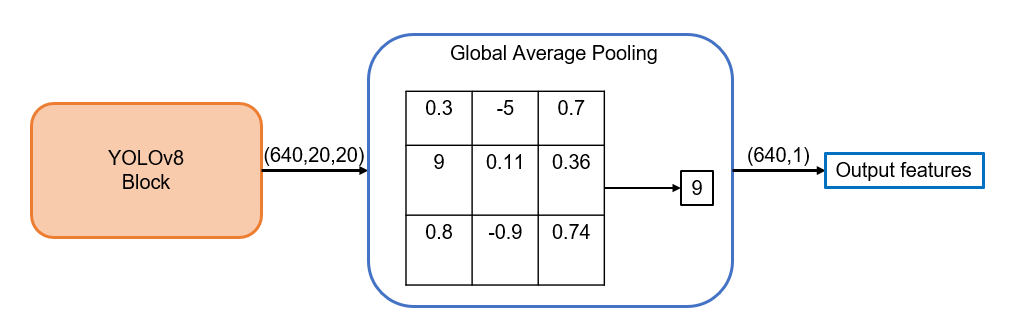 Global Average Pooling
YOLOv8
Block
(640,20,20)
0.3 -5 0.7
9 0.11 0.36
0.8 -0.9 0.74
9
(640,1)
Output features